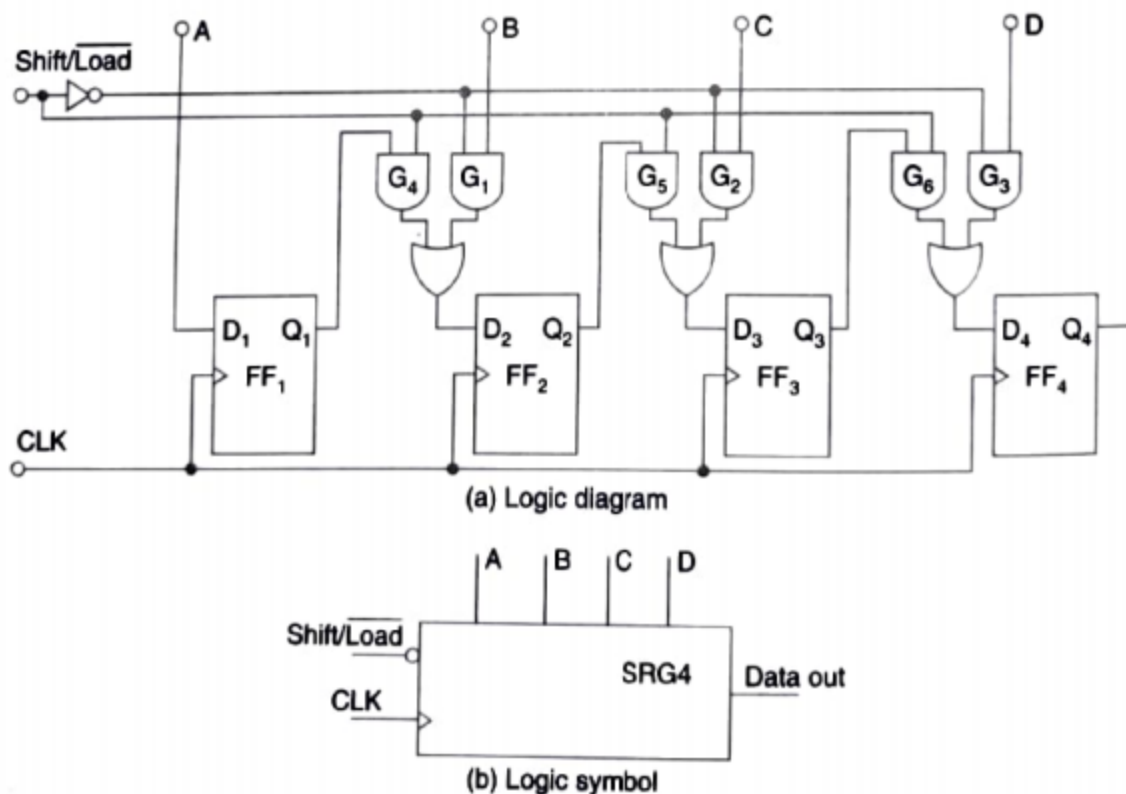 A B C D
Shift/Load
G₄ G₁ G₅ G₂ G₆ G₃
D₁ Q₁ D₂ Q₂ D₃ Q₃ D₄ Q₄
FF₁ FF₂ FF₃ FF₄
CLK
(a) Logic diagram
A B C D
Shift/Load
SRG4
Data out
CLK
(b) Logic symbol